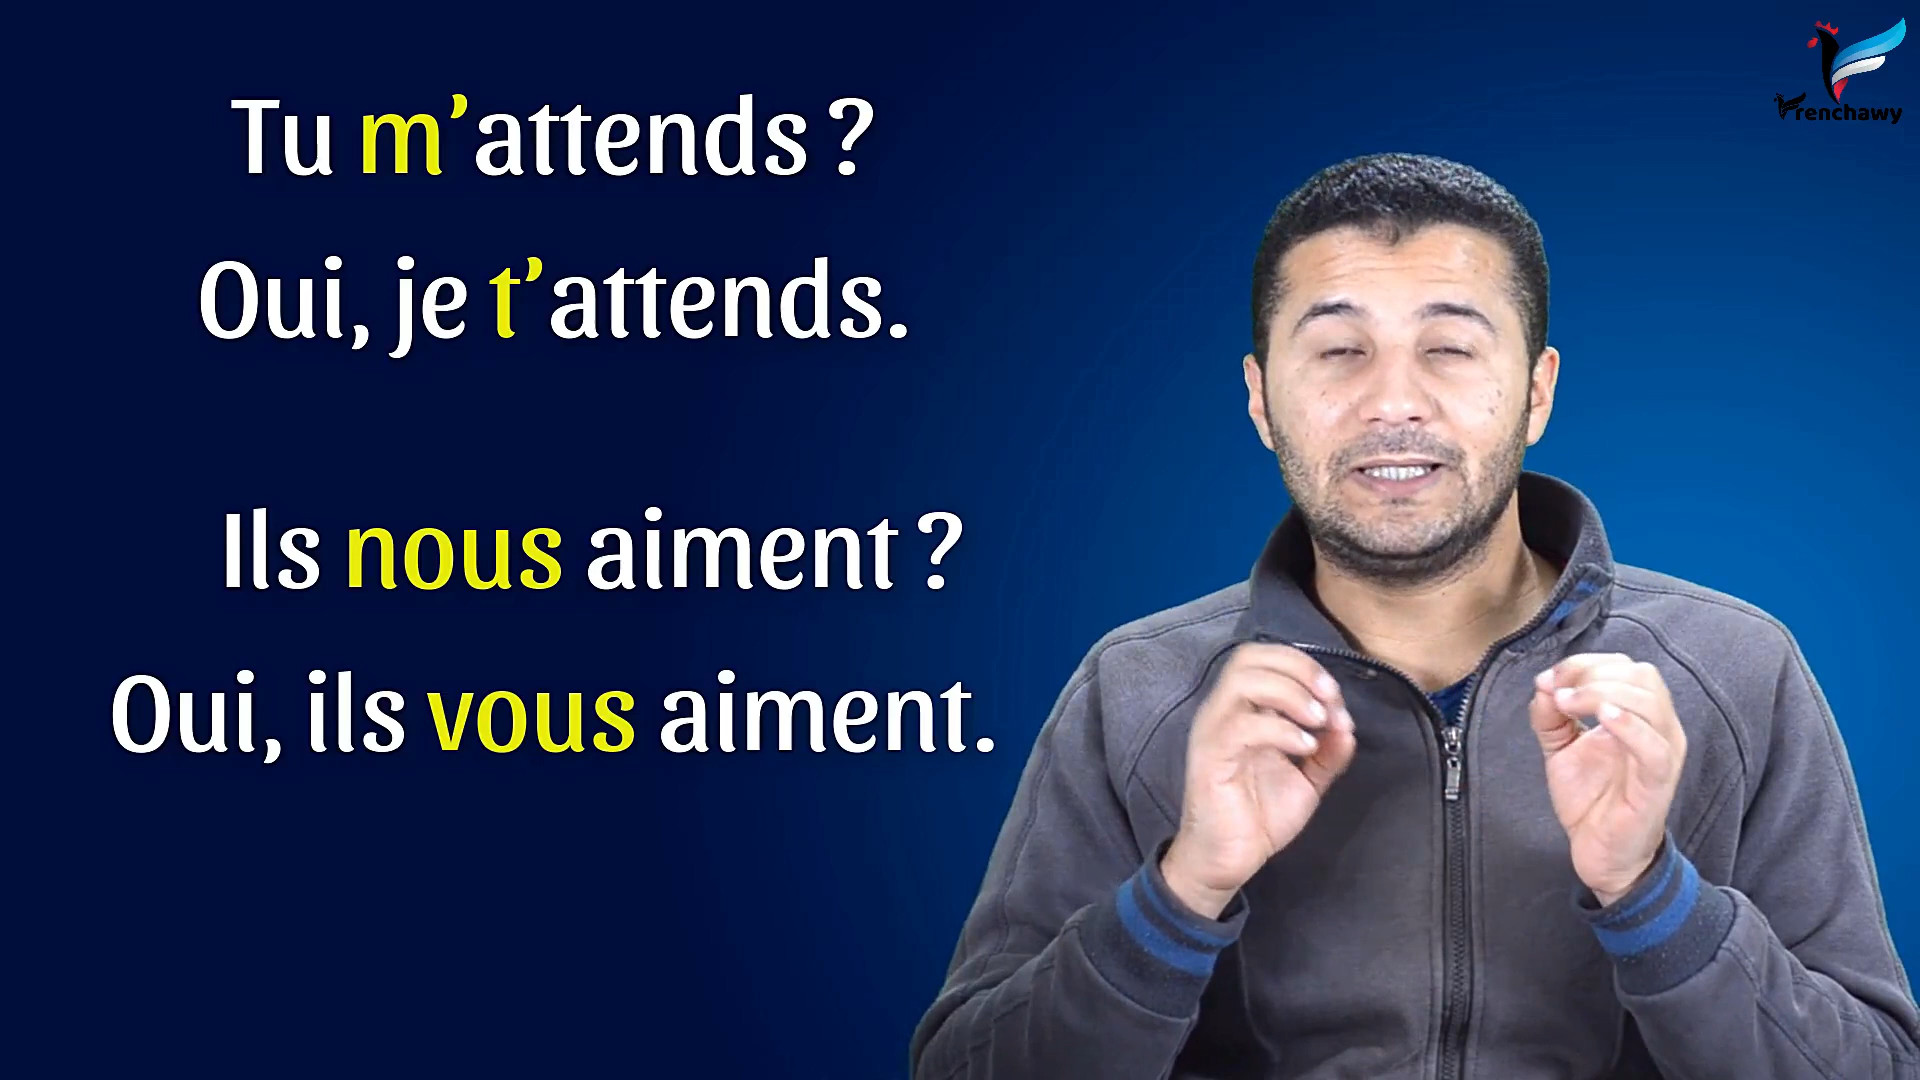 Tu m’attends ?
Oui, je t’attends.
Ils nous aiment ?
Oui, ils vous aiment.
Frenchawy